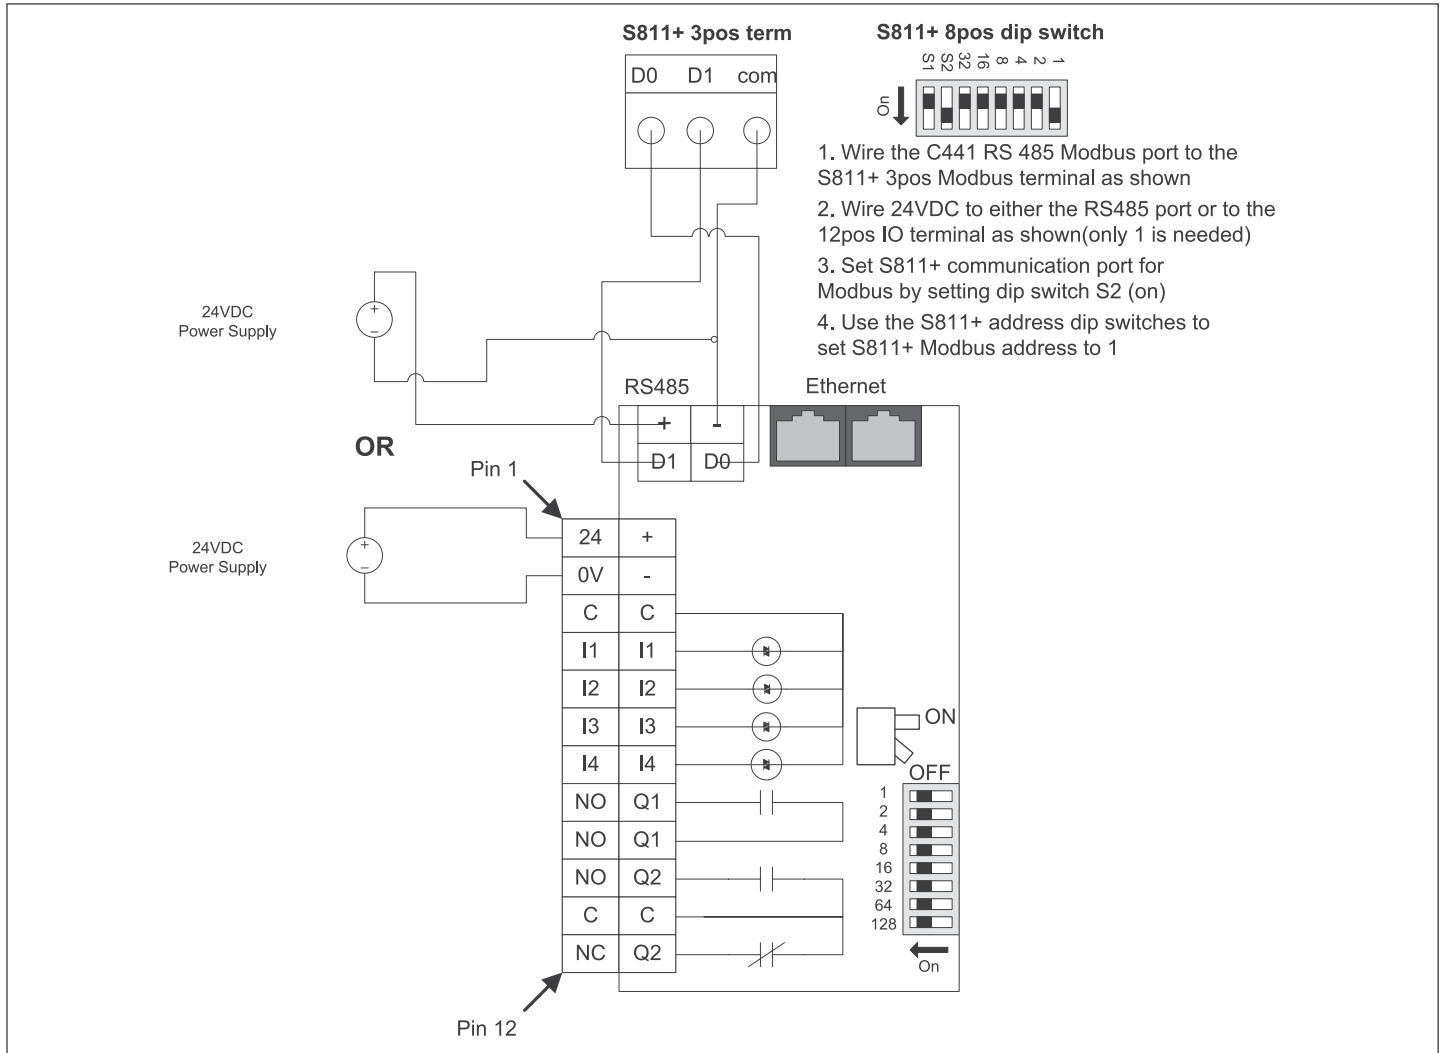 S811+ 3pos term
S811+ 8pos dip switch
D0 D1 com
S1 S2 32 16 8 4 2 1
On
1. Wire the C441 RS 485 Modbus port to the
S811+ 3pos Modbus terminal as shown
2. Wire 24VDC to either the RS485 port or to the
12pos IO terminal as shown(only 1 is needed)
3. Set S811+ communication port for
Modbus by setting dip switch S2 (on)
4. Use the S811+ address dip switches to
set S811+ Modbus address to 1
24VDC
Power Supply
+
–
RS485
Ethernet
+ -
D1 D0
OR
Pin 1
24VDC
Power Supply
+
–
24 +
0V -
C C
I1 I1
I2 I2
I3 I3
I4 I4
NO Q1
NO Q1
NO Q2
C C
NC Q2
Pin 12
ON
OFF
1
2
4
8
16
32
64
128
On